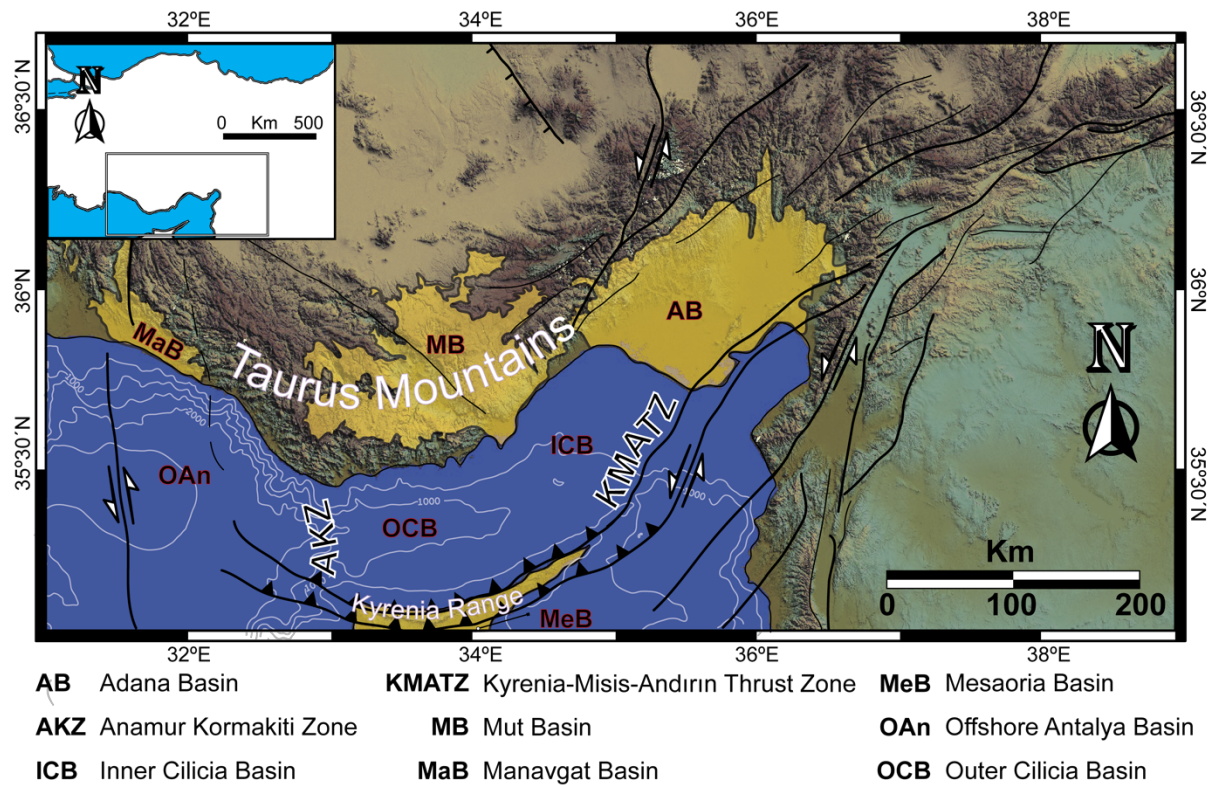 32ºE 34ºE 36ºE 38ºE
36º30'N 36º30'N
N
0 Km 500
36ºN 36ºN
AB
MaB
MB
Taurus Mountains
N
35º30'N 35º30'N
1000
2000
ICB
KMATZ
OAn
1000
1000
OCB
AKZ
Km
0 100 200
Kyrenia Range
MeB
32ºE 34ºE 36ºE 38ºE
AB Adana Basin KMATZ Kyrenia-Misis-Andırın Thrust Zone MeB Mesaoria Basin
AKZ Anamur Kormakiti Zone MB Mut Basin OAn Offshore Antalya Basin
ICB Inner Cilicia Basin MaB Manavgat Basin OCB Outer Cilicia Basin